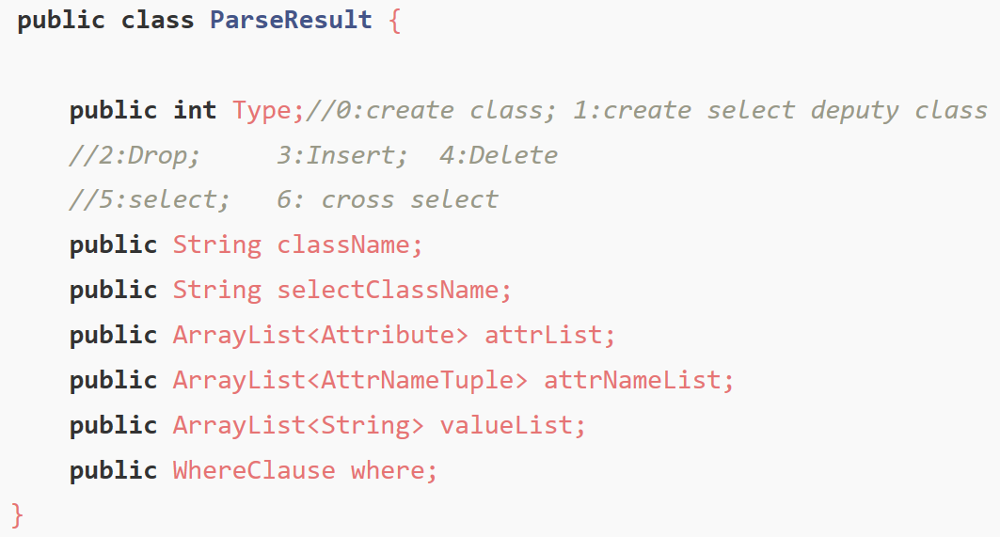 public class ParseResult {
public int Type;//0:create class; 1:create select deputy class
//2:Drop;     3:Insert;  4:Delete
//5:select;   6: cross select
public String className;
public String selectClassName;
public ArrayList<Attribute> attrList;
public ArrayList<AttrNameTuple> attrNameList;
public ArrayList<String> valueList;
public WhereClause where;
}